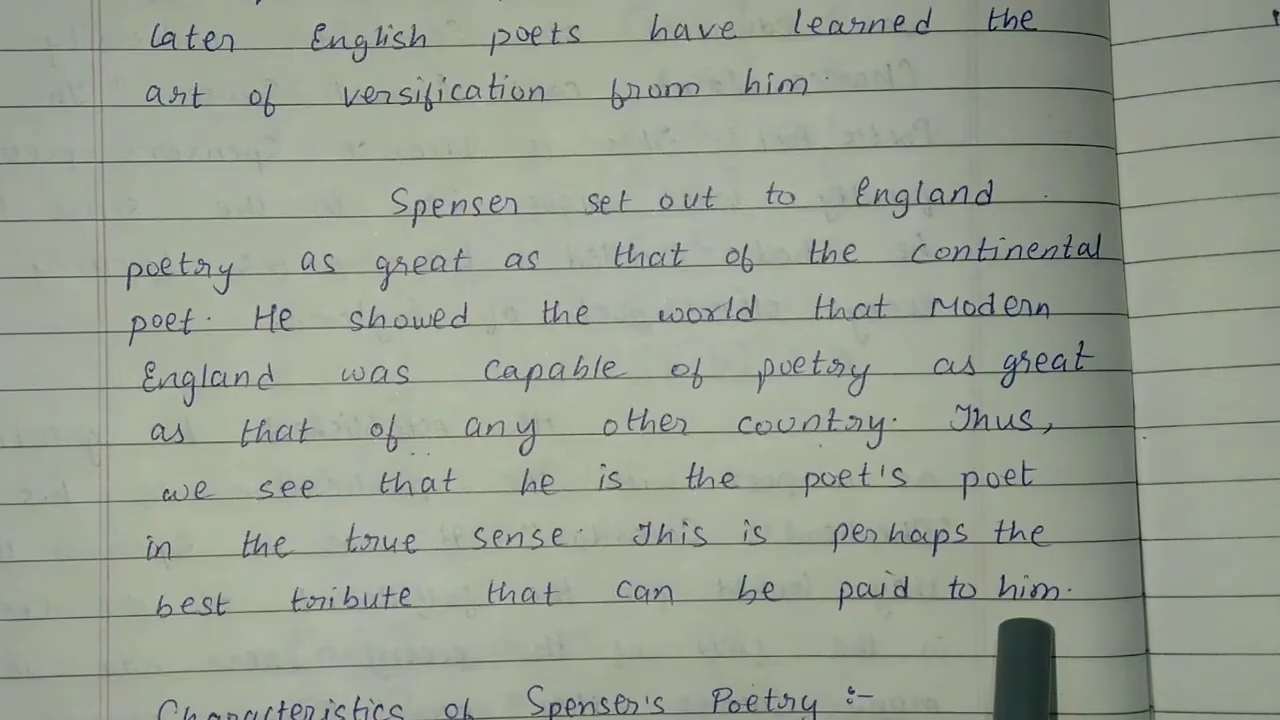 later English poets have learned the
art of versification from him.
Spenser set out to England
poetry as great as that of the continental
poet. He showed the world that Modern
England was capable of poetry as great
as that of any other country. Thus,
we see that he is the poet's poet
in the true sense. This is perhaps the
best tribute that can be paid to him.
Characteristics of Spenser's Poetry :-